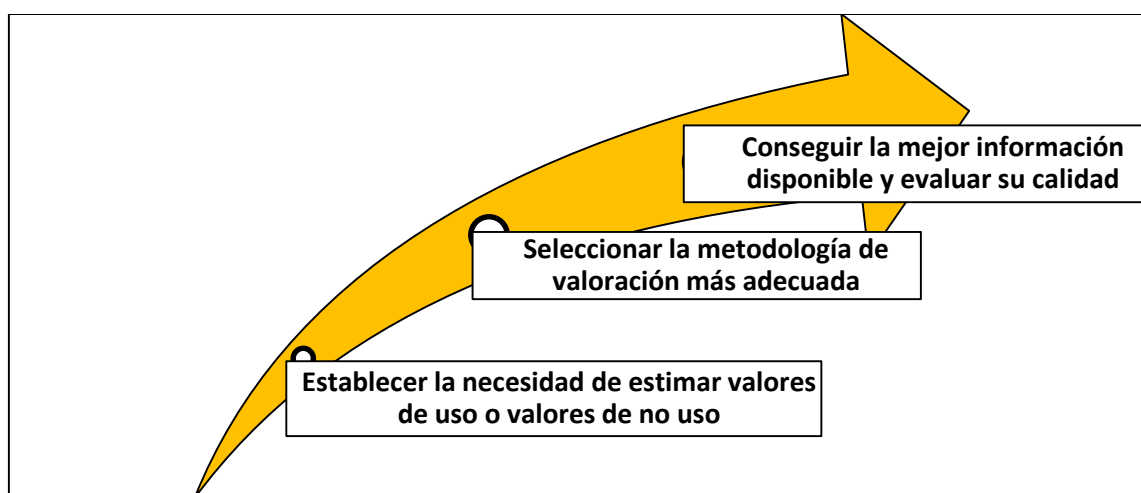 Conseguir la mejor información
disponible y evaluar su calidad
Seleccionar la metodología de
valoración más adecuada
Establecer la necesidad de estimar valores
de uso o valores de no uso